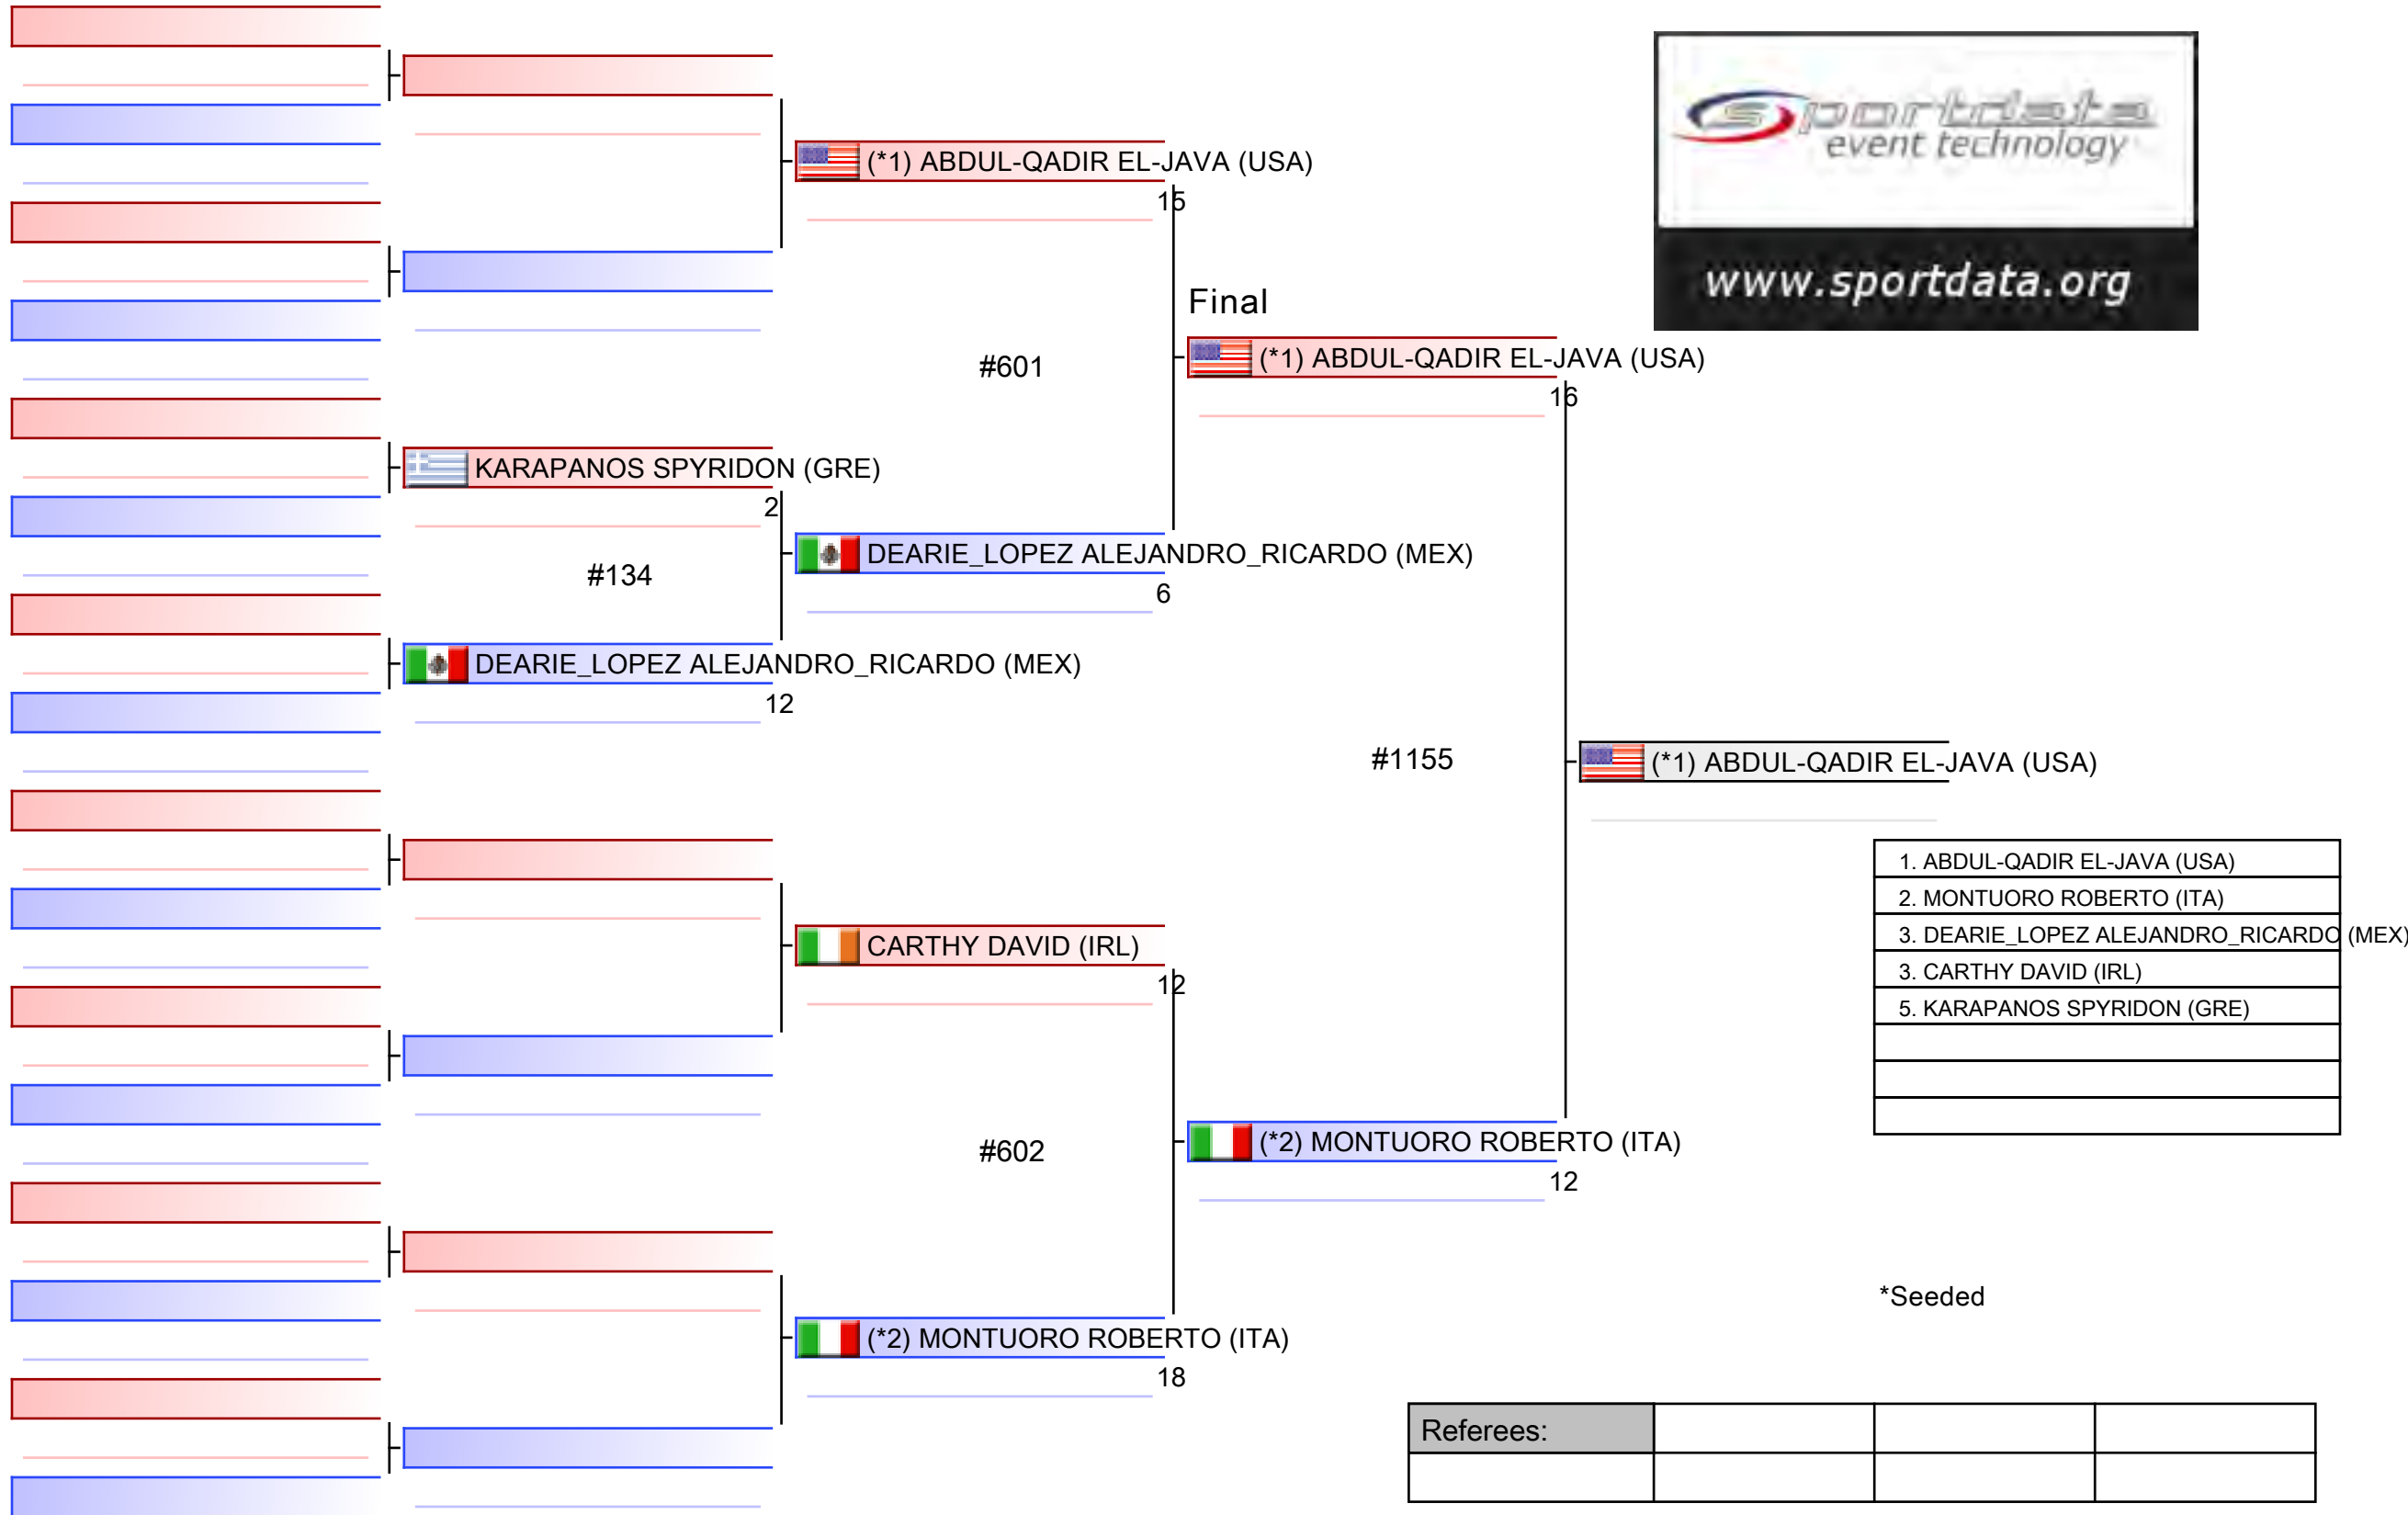 sportdata
event technology
www.sportdata.org
(*1) ABDUL-QADIR EL-JAVA (USA)
15
Final
#601
(*1) ABDUL-QADIR EL-JAVA (USA)
16
KARAPANOS SPYRIDON (GRE)
2
#134
DEARIE_LOPEZ ALEJANDRO_RICARDO (MEX)
6
DEARIE_LOPEZ ALEJANDRO_RICARDO (MEX)
12
#1155
(*1) ABDUL-QADIR EL-JAVA (USA)
1. ABDUL-QADIR EL-JAVA (USA)
2. MONTUORO ROBERTO (ITA)
3. DEARIE_LOPEZ ALEJANDRO_RICARDO (MEX)
3. CARTHY DAVID (IRL)
5. KARAPANOS SPYRIDON (GRE)
CARTHY DAVID (IRL)
12
#602
(*2) MONTUORO ROBERTO (ITA)
12
(*2) MONTUORO ROBERTO (ITA)
18
*Seeded
Referees: